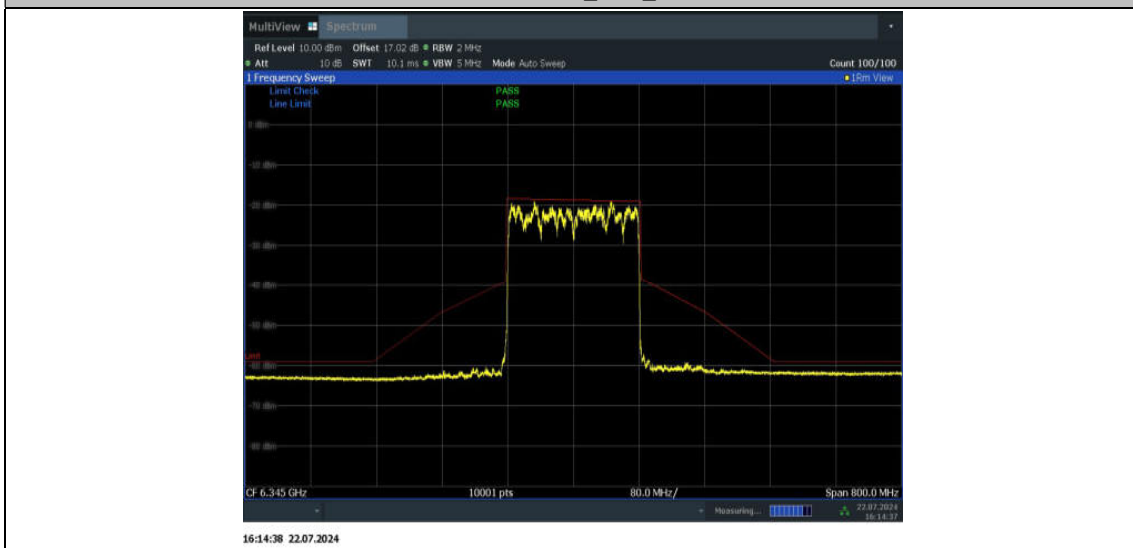 MultiView Spectrum
Ref Level 10.00 dBm Offset 17.02 dB RBW 2 MHz
Att 10 dB SWT 10.1 ms VBW 5 MHz Mode Auto Sweep Count 100/100
1 Frequency Sweep 1Rm View
Limit Check PASS
Line Limit PASS
0 dBm
-10 dBm
-20 dBm
-30 dBm
-40 dBm
-50 dBm
-60 dBm
-70 dBm
-80 dBm
CF 6.345 GHz 10001 pts 80.0 MHz/ Span 800.0 MHz
Measuring... 22.07.2024
16:14:37
16:14:38 22.07.2024